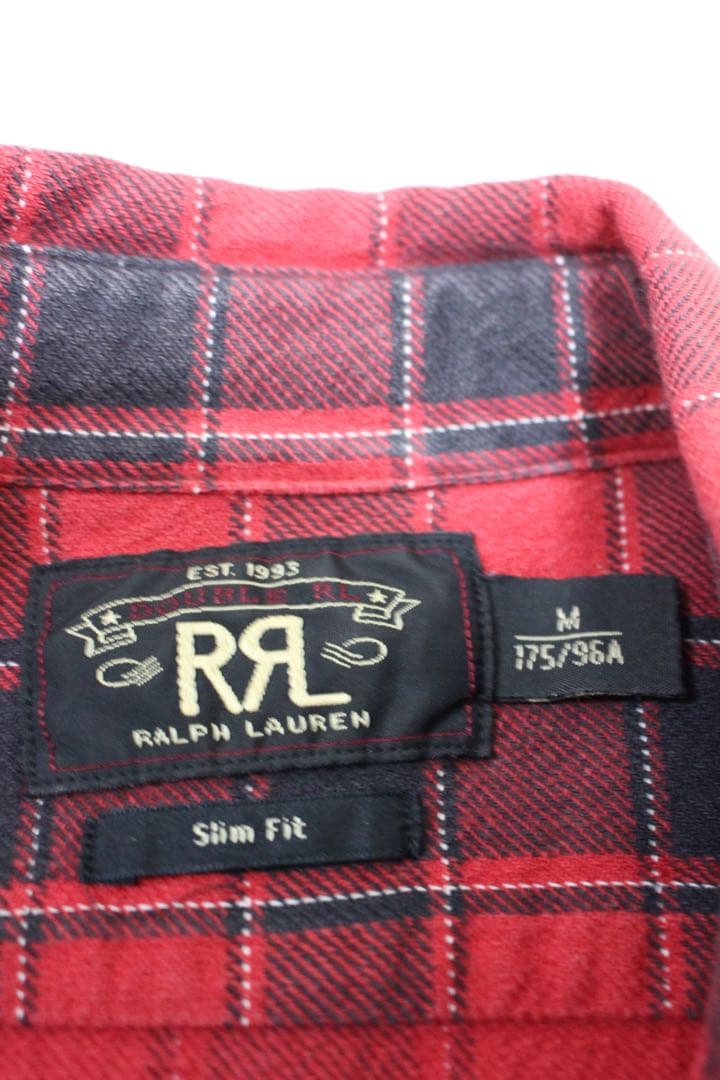 EST. 1993
DOUBLE RL
RRL
RALPH LAUREN
M
175/96A
Slim Fit